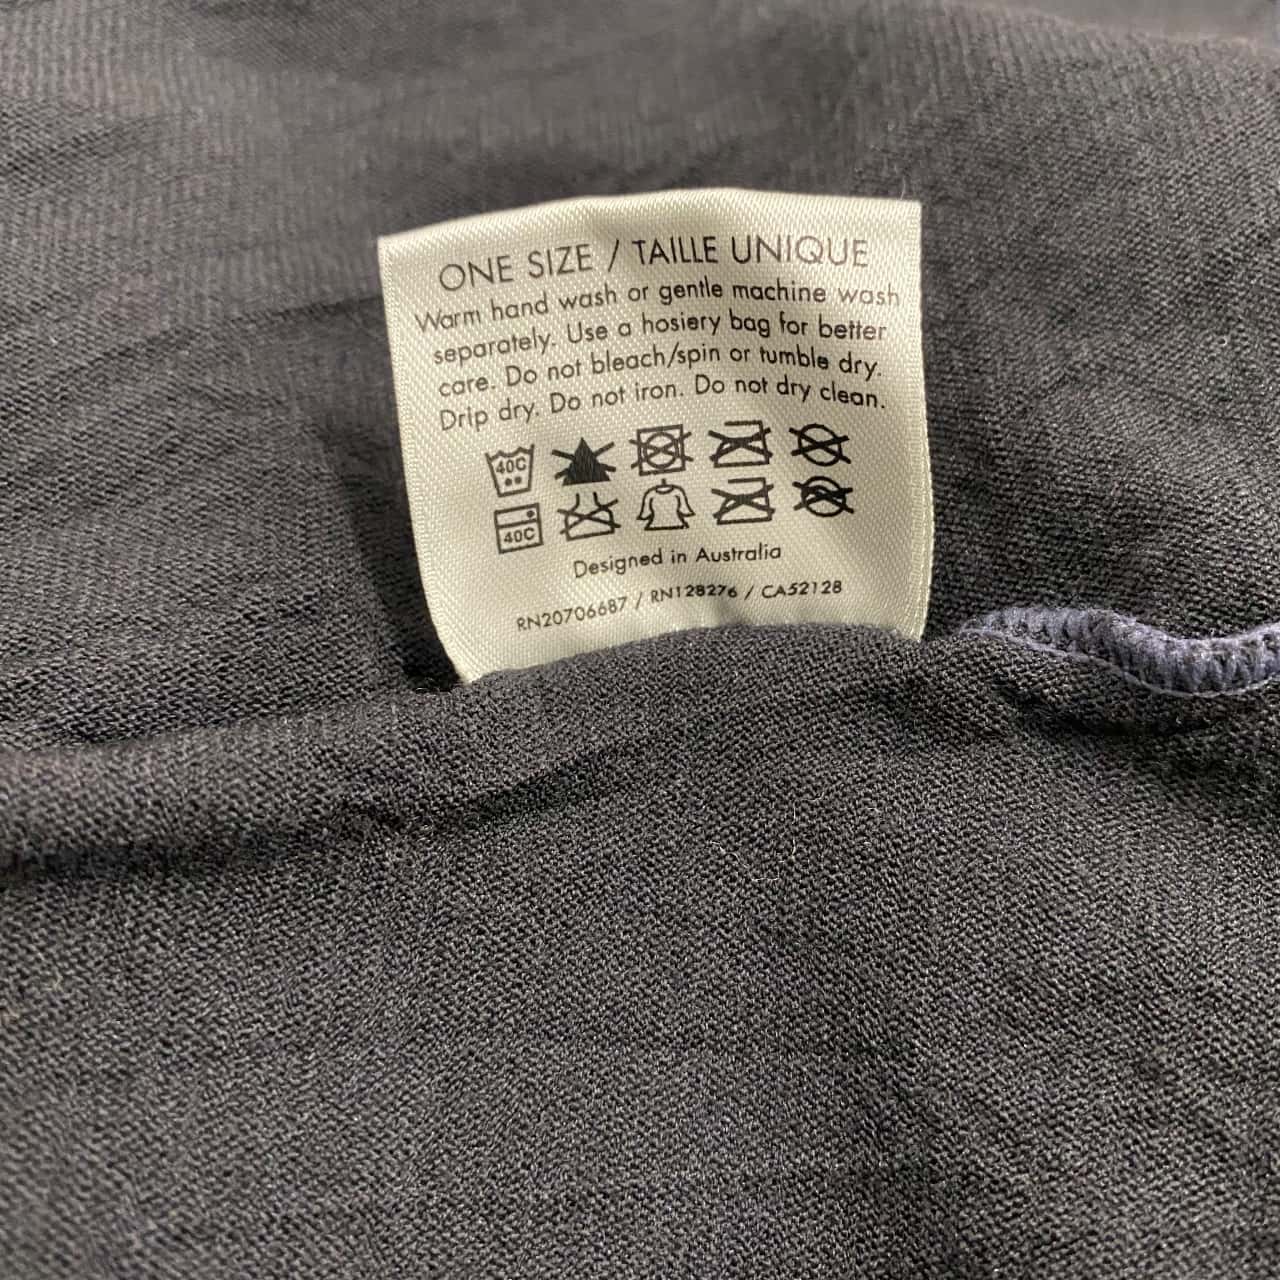 ONE SIZE / TAILLE UNIQUE
Warm hand wash or gentle machine wash
separately. Use a hosiery bag for better
care. Do not bleach/spin or tumble dry.
Drip dry. Do not iron. Do not dry clean.
40C
40C
Designed in Australia
RN20706687 / RN128276 / CA52128